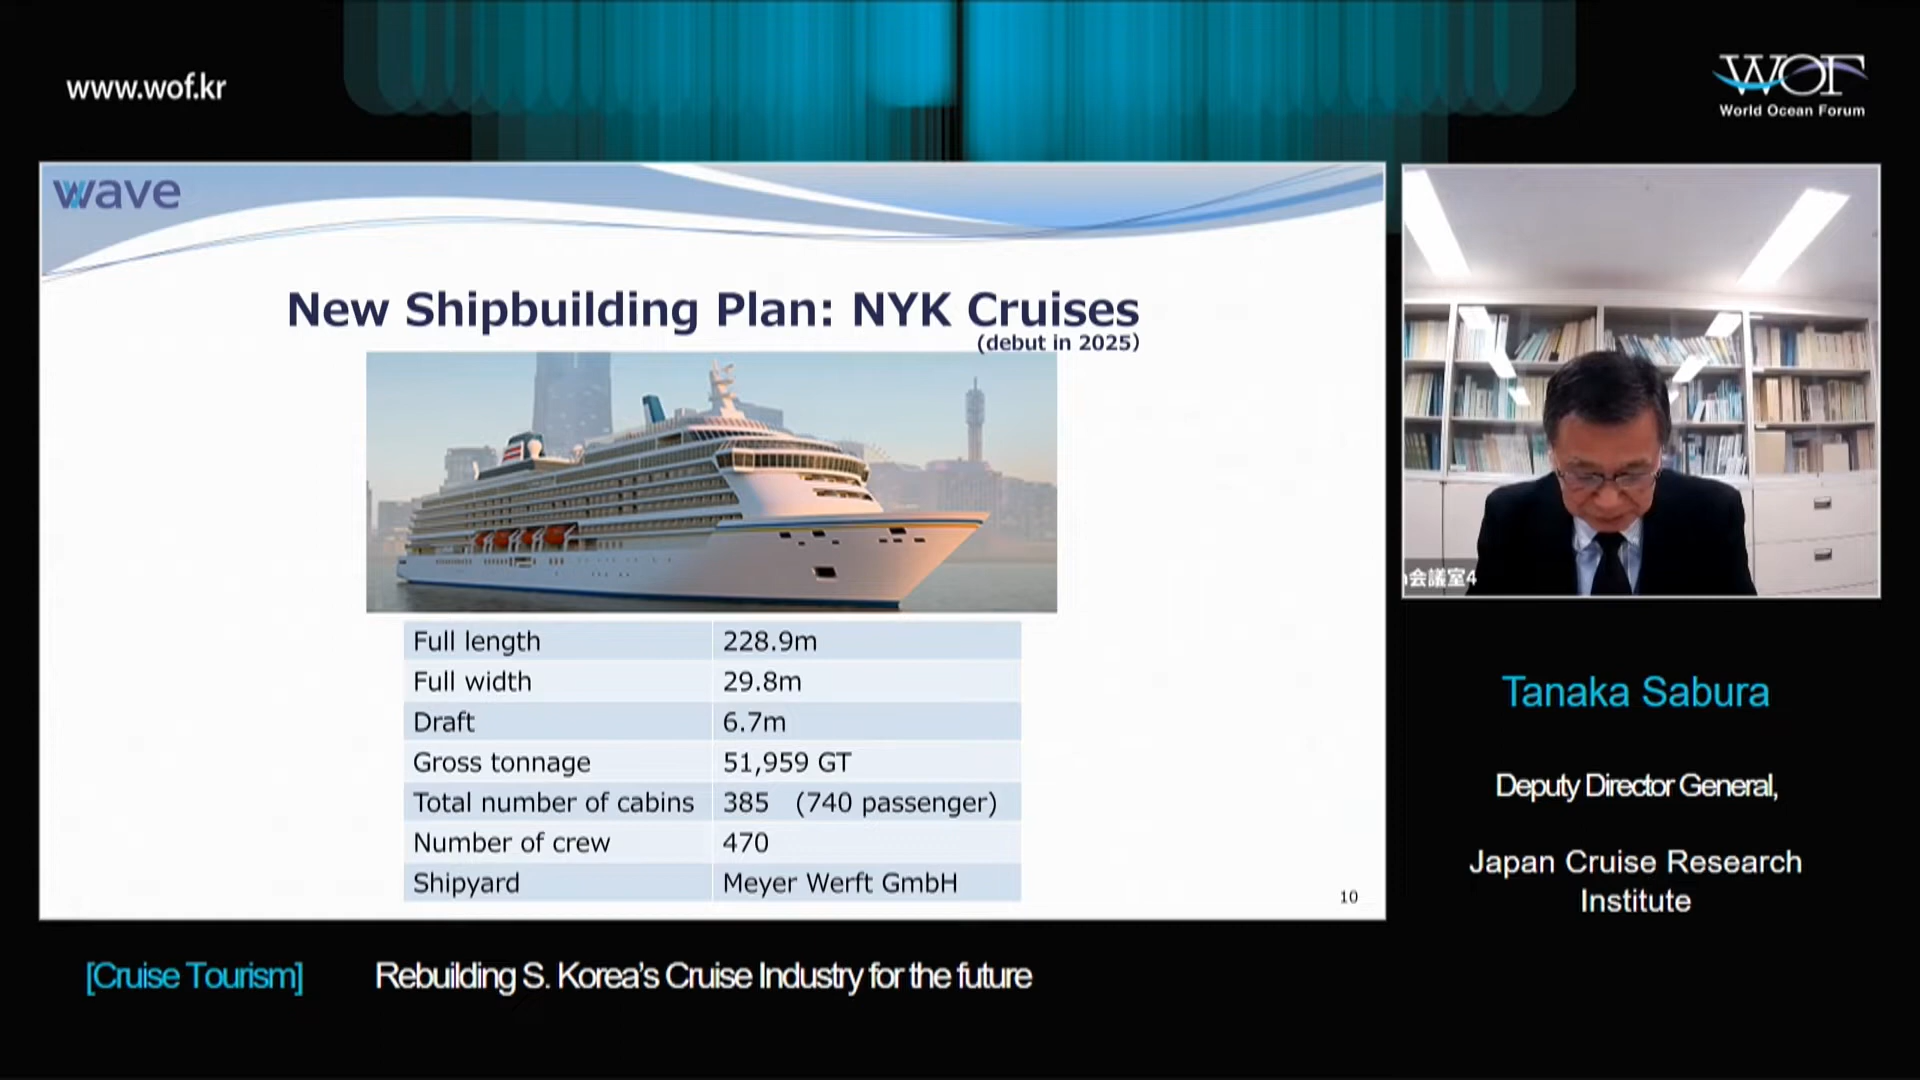 www.wof.kr
WOF
World Ocean Forum
wave
New Shipbuilding Plan: NYK Cruises
(debut in 2025)
Full length 228.9m
Full width 29.8m
Draft 6.7m
Gross tonnage 51,959 GT
Total number of cabins 385 (740 passenger)
Number of crew 470
Shipyard Meyer Werft GmbH
10
会議室4
Tanaka Sabura
Deputy Director General,
Japan Cruise Research
Institute
[Cruise Tourism] Rebuilding S. Korea's Cruise Industry for the future